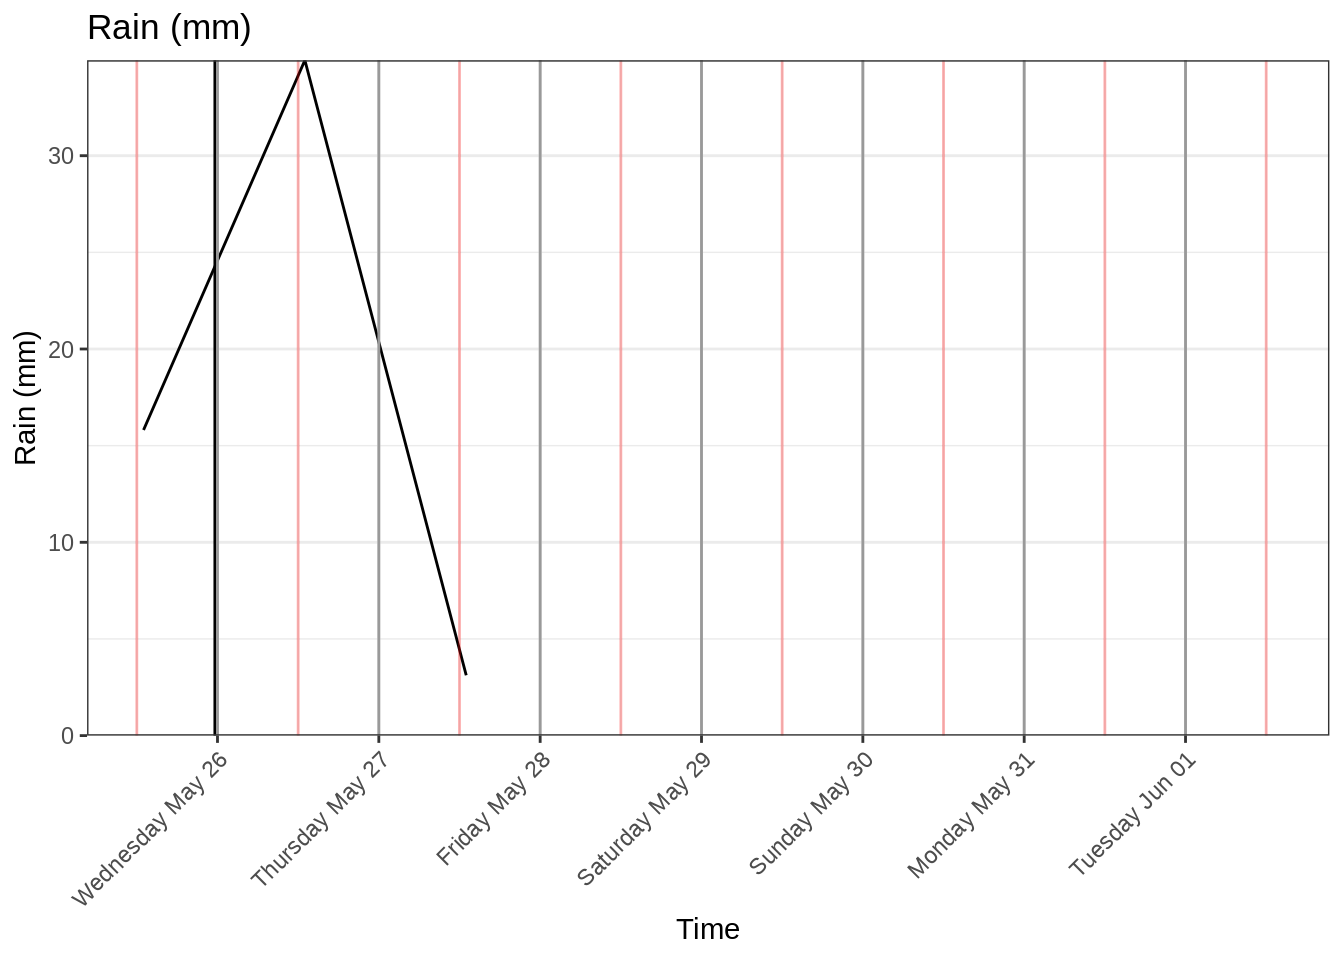 Rain (mm)
Rain (mm)
30
20
10
0
Wednesday May 26
Thursday May 27
Friday May 28
Saturday May 29
Sunday May 30
Monday May 31
Tuesday Jun 01
Time